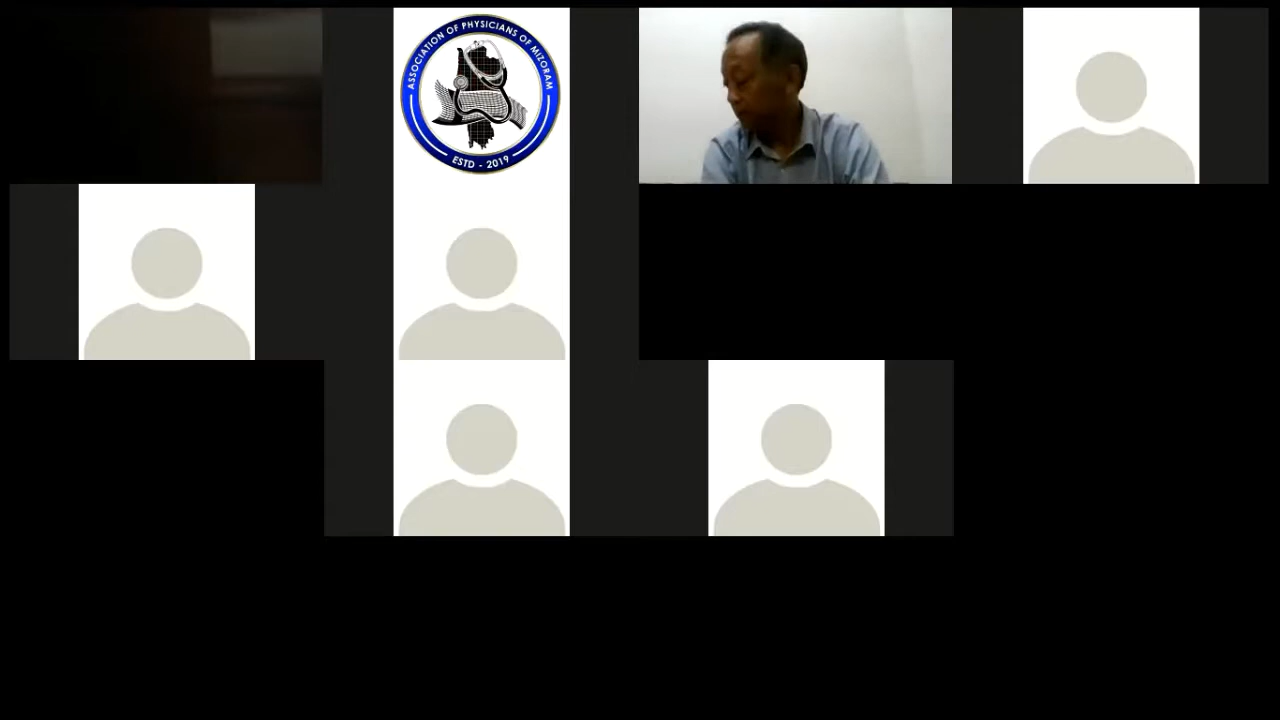 ASSOCIATION OF PHYSICIANS OF MIZORAM
ESTD - 2019